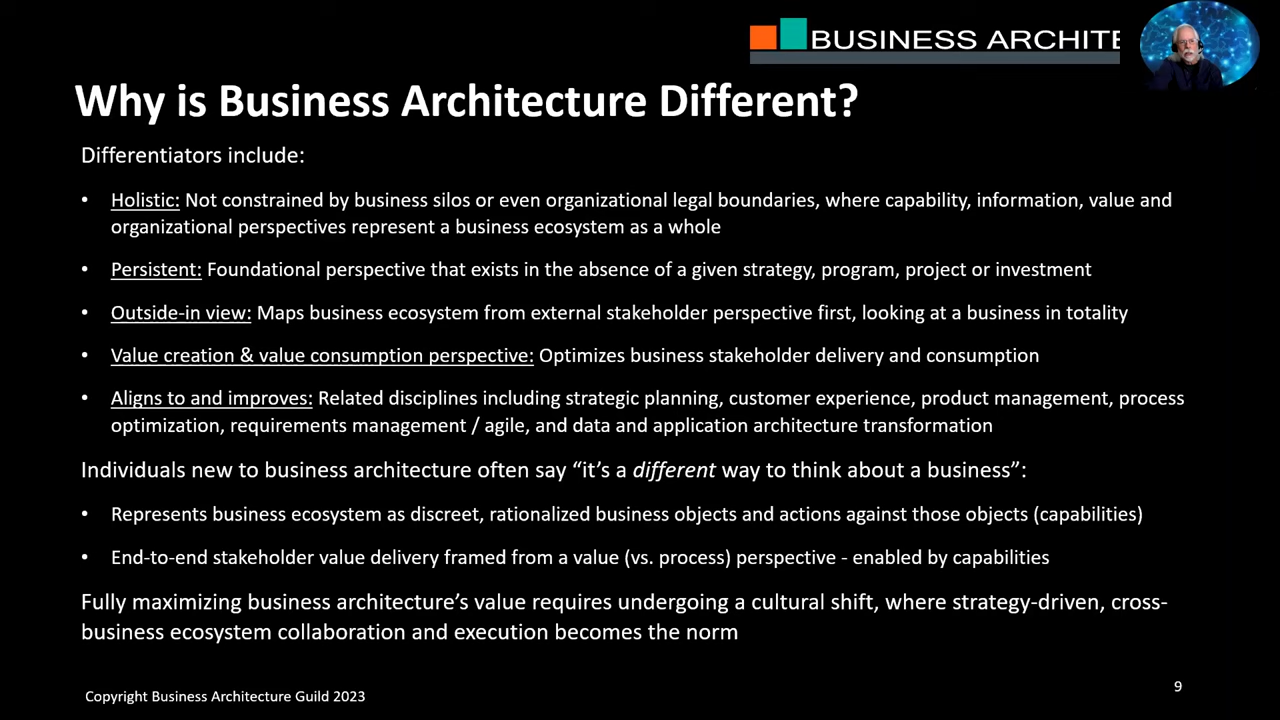 BUSINESS ARCHITE
Why is Business Architecture Different?
Differentiators include:
• Holistic: Not constrained by business silos or even organizational legal boundaries, where capability, information, value and
organizational perspectives represent a business ecosystem as a whole
• Persistent: Foundational perspective that exists in the absence of a given strategy, program, project or investment
• Outside-in view: Maps business ecosystem from external stakeholder perspective first, looking at a business in totality
• Value creation & value consumption perspective: Optimizes business stakeholder delivery and consumption
• Aligns to and improves: Related disciplines including strategic planning, customer experience, product management, process
optimization, requirements management / agile, and data and application architecture transformation
Individuals new to business architecture often say “it’s a different way to think about a business”:
• Represents business ecosystem as discreet, rationalized business objects and actions against those objects (capabilities)
• End-to-end stakeholder value delivery framed from a value (vs. process) perspective - enabled by capabilities
Fully maximizing business architecture’s value requires undergoing a cultural shift, where strategy-driven, cross-
business ecosystem collaboration and execution becomes the norm
Copyright Business Architecture Guild 2023
9